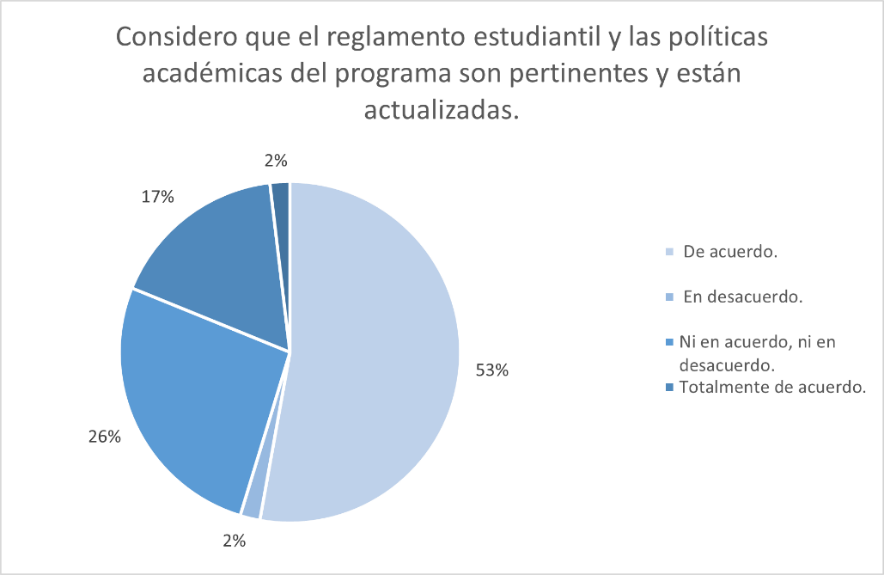 Considero que el reglamento estudiantil y las políticas
académicas del programa son pertinentes y están
actualizadas.
2%
17%
53%
26%
2%
De acuerdo.
En desacuerdo.
Ni en acuerdo, ni en
desacuerdo.
Totalmente de acuerdo.